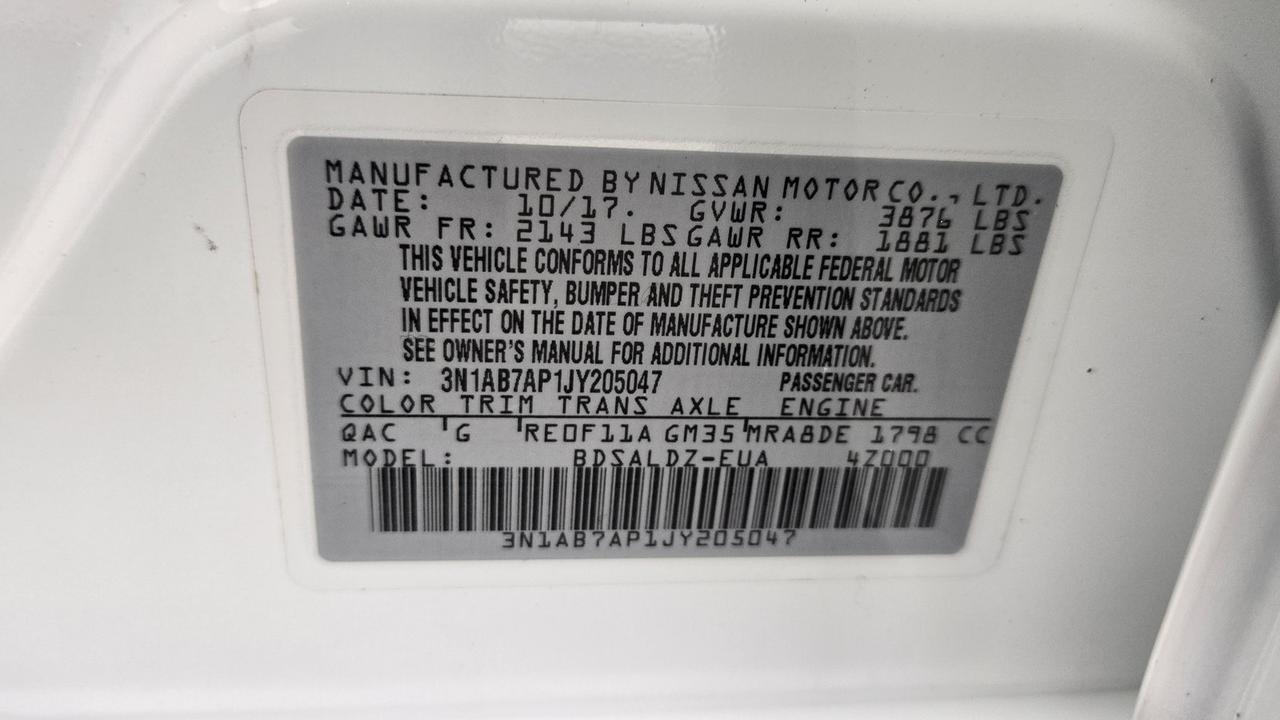 MANUFACTURED BY NISSAN MOTOR CO., LTD.
DATE: 10/17. GVWR: 3876 LBS
GAWR FR: 2143 LBS GAWR RR: 1881 LBS
THIS VEHICLE CONFORMS TO ALL APPLICABLE FEDERAL MOTOR
VEHICLE SAFETY, BUMPER AND THEFT PREVENTION STANDARDS
IN EFFECT ON THE DATE OF MANUFACTURE SHOWN ABOVE.
SEE OWNER'S MANUAL FOR ADDITIONAL INFORMATION.
VIN: 3N1AB7AP1JY205047 PASSENGER CAR.
COLOR TRIM TRANS AXLE ENGINE
QAC G RE0F11A GM35 MRA8DE 1798 CC
MODEL: BDSALDZ-EUA 4Z000
3N1AB7AP1JY205047